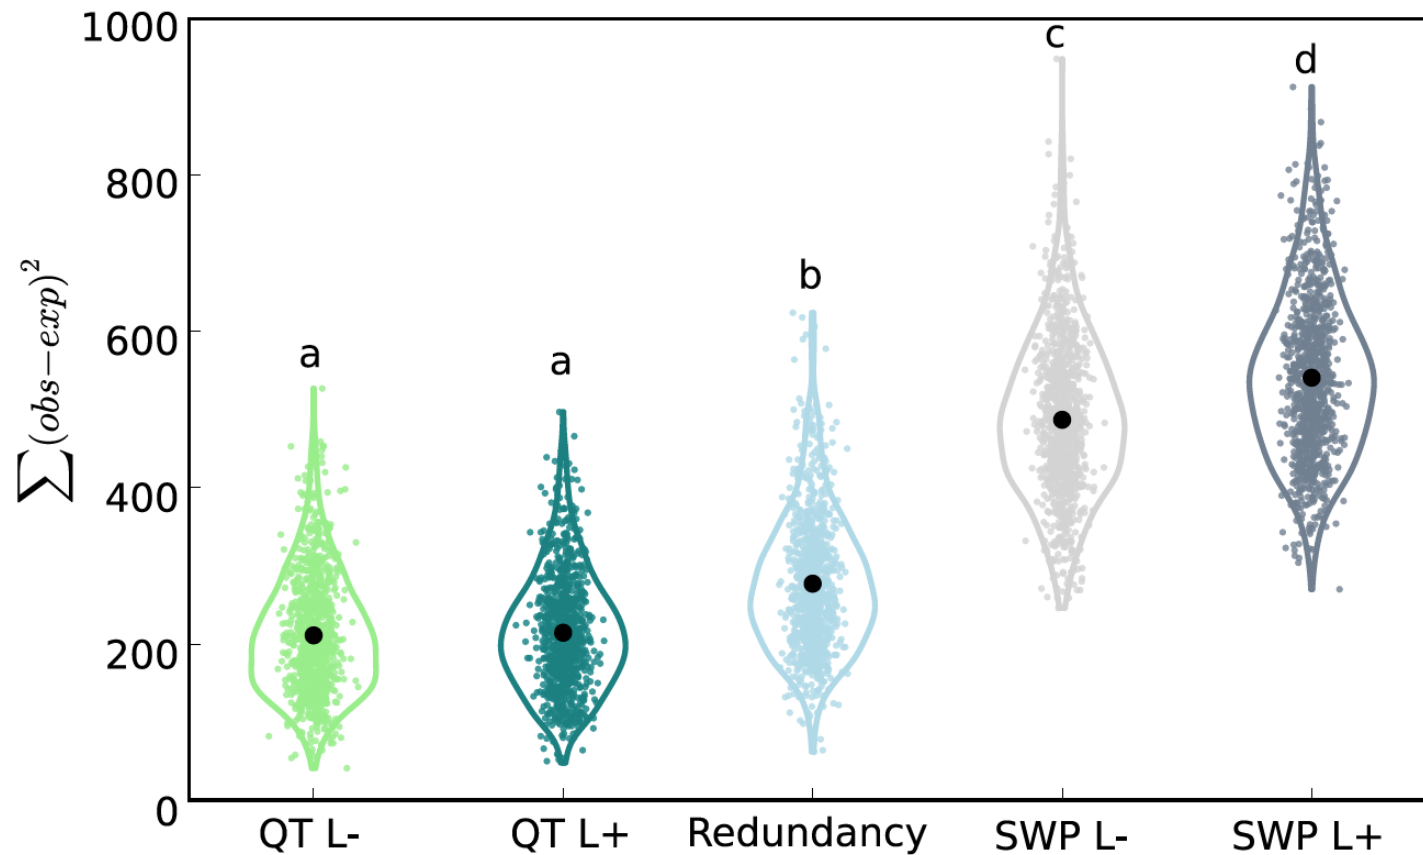 1000
800
600
400
200
0
∑(obs−exp)²
a
a
b
c
d
QT L-
QT L+
Redundancy
SWP L-
SWP L+